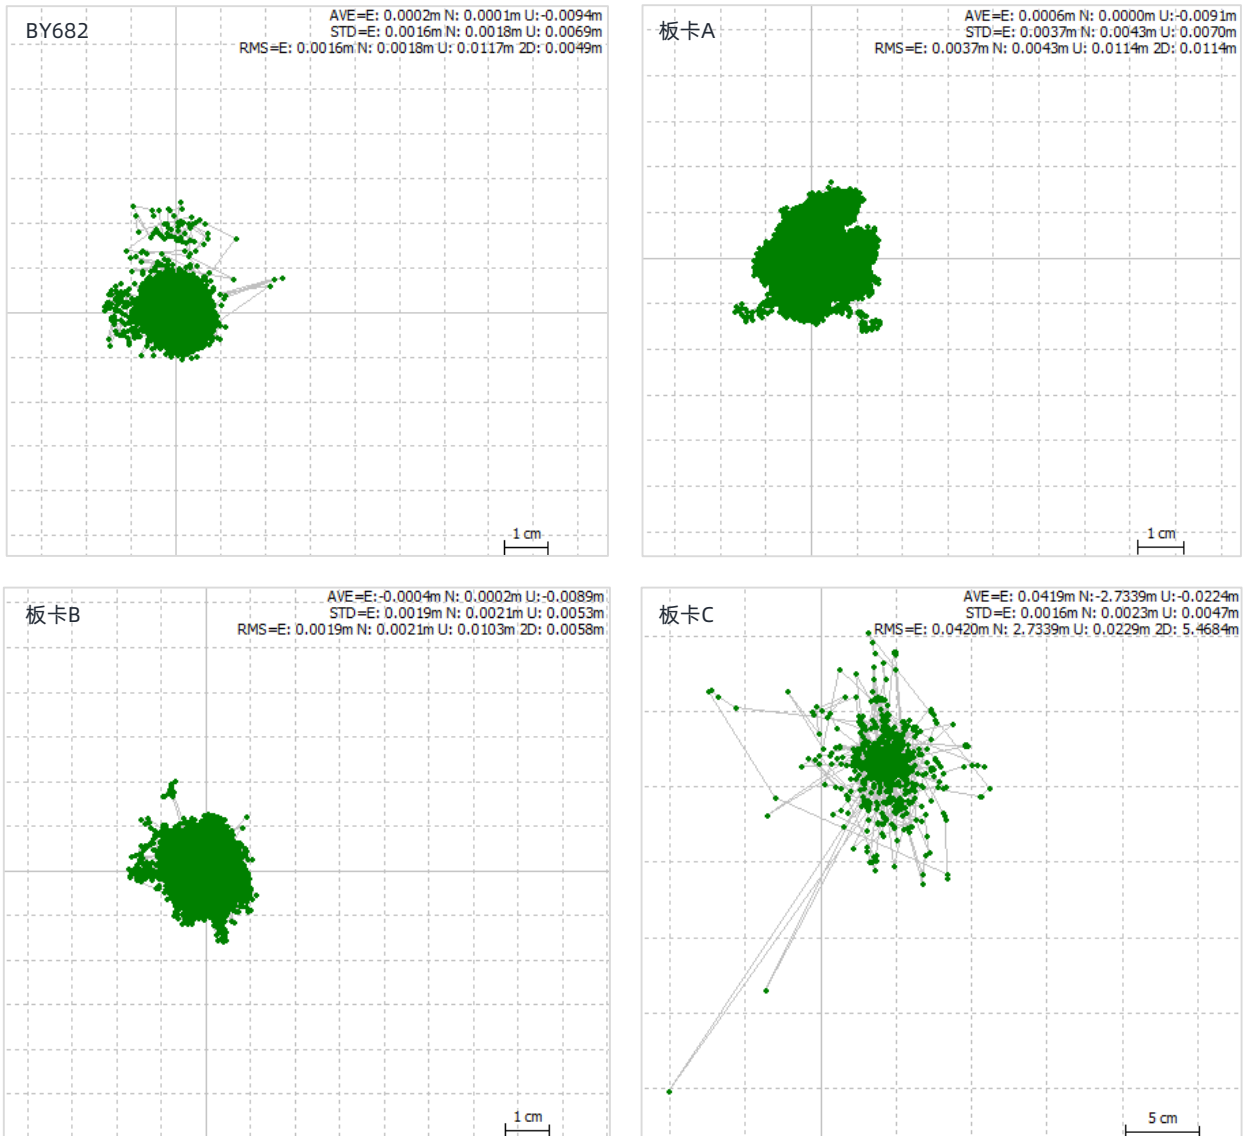 BY682
AVE=E: 0.0002m N: 0.0001m U:-0.0094m
STD=E: 0.0016m N: 0.0018m U: 0.0069m
RMS=E: 0.0016m N: 0.0018m U: 0.0117m 2D: 0.0049m
1 cm
板卡A
AVE=E: 0.0006m N: 0.0000m U:-0.0091m
STD=E: 0.0037m N: 0.0043m U: 0.0070m
RMS=E: 0.0037m N: 0.0043m U: 0.0114m 2D: 0.0114m
1 cm
板卡B
AVE=E:-0.0004m N: 0.0002m U:-0.0089m
STD=E: 0.0019m N: 0.0021m U: 0.0053m
RMS=E: 0.0019m N: 0.0021m U: 0.0103m 2D: 0.0058m
1 cm
板卡C
AVE=E: 0.0419m N:-2.7339m U:-0.0224m
STD=E: 0.0016m N: 0.0023m U: 0.0047m
RMS=E: 0.0420m N: 2.7339m U: 0.0229m 2D: 5.4684m
5 cm